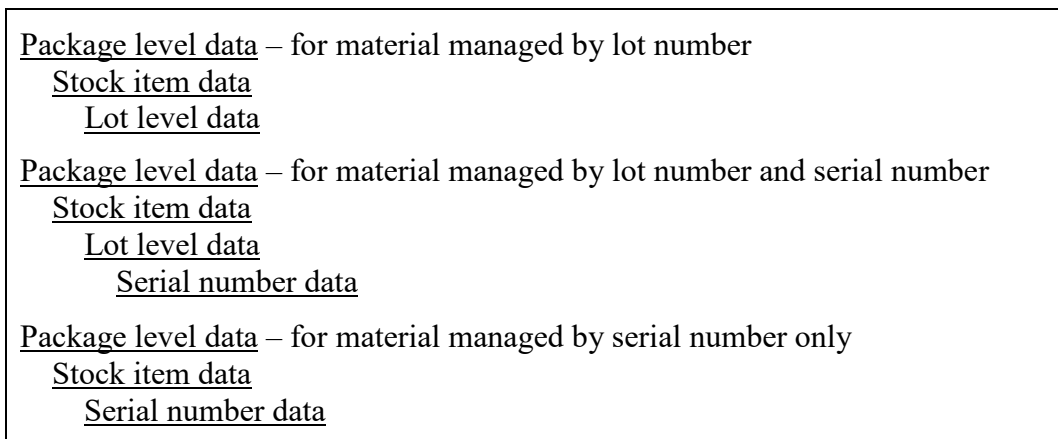 Package level data – for material managed by lot number
Stock item data
Lot level data
Package level data – for material managed by lot number and serial number
Stock item data
Lot level data
Serial number data
Package level data – for material managed by serial number only
Stock item data
Serial number data